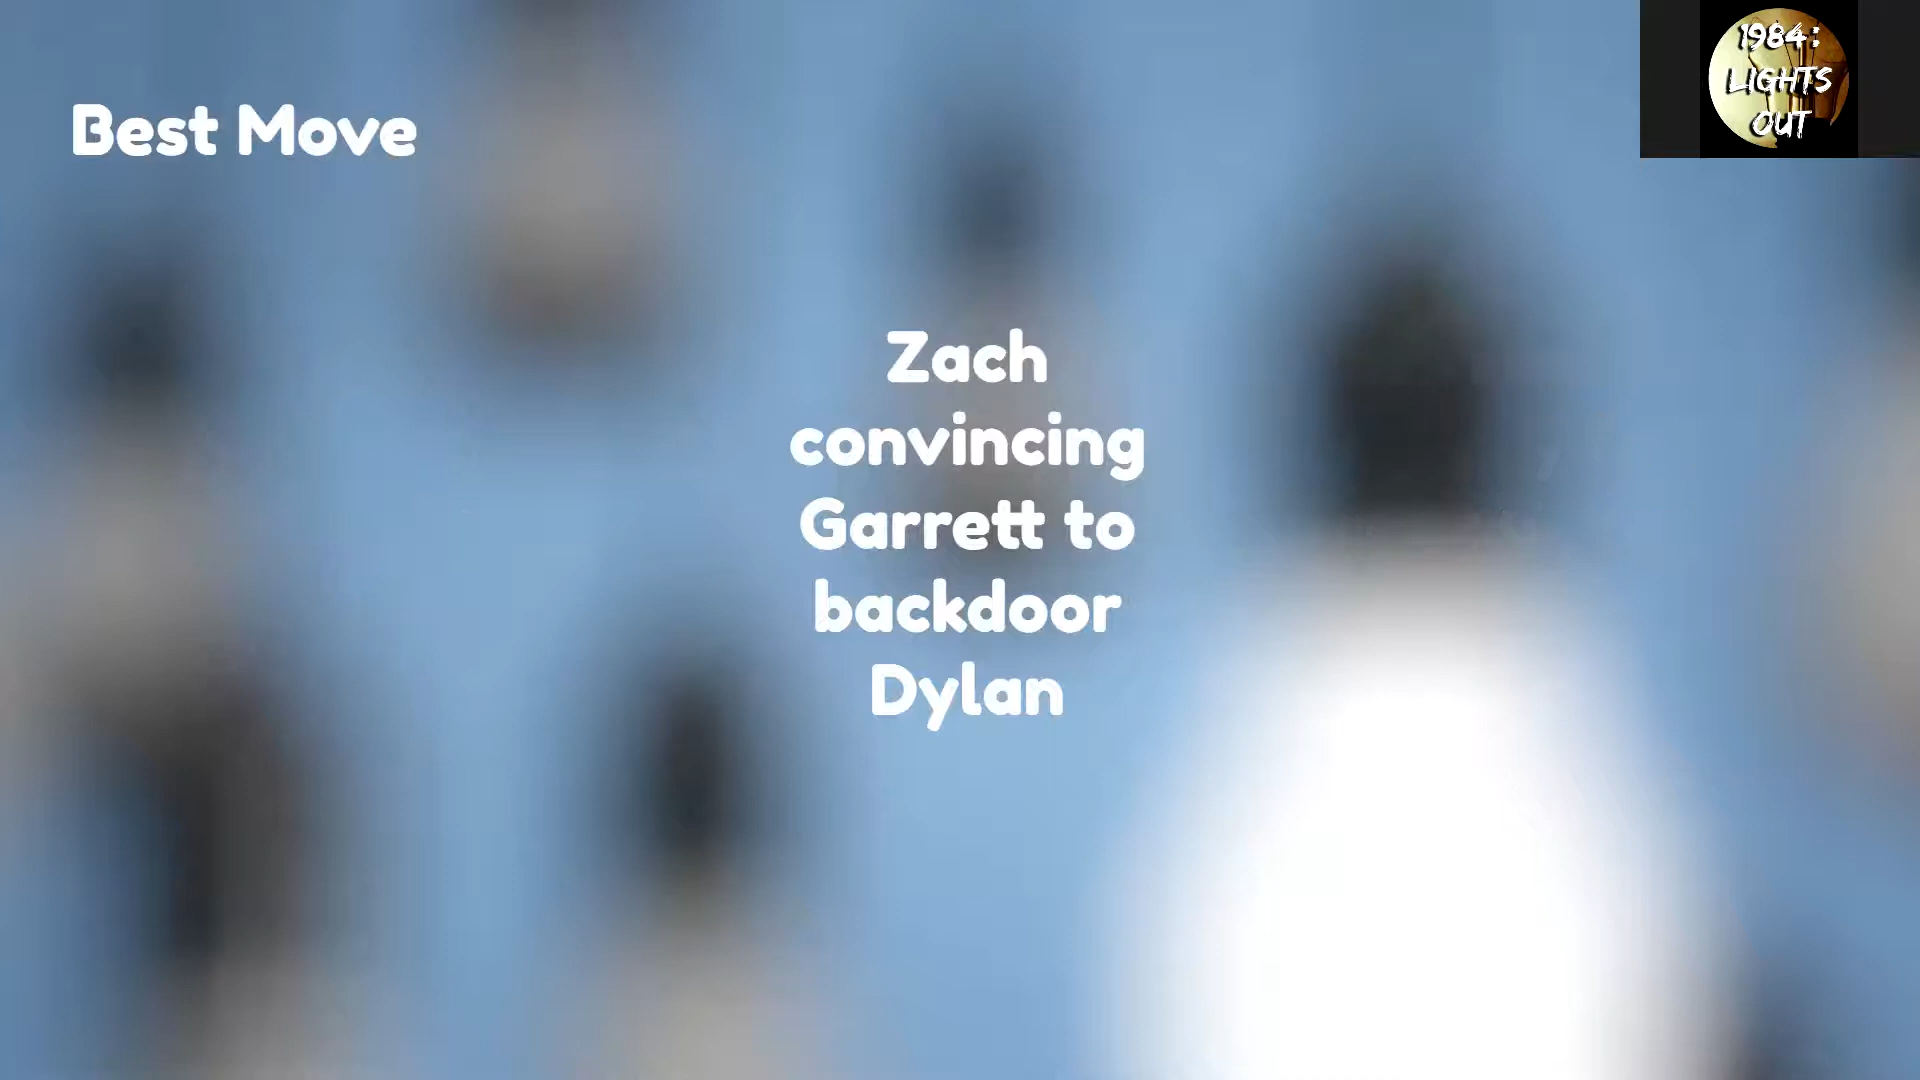 Best Move
1984:
LIGHTS
OUT
Zach
convincing
Garrett to
backdoor
Dylan